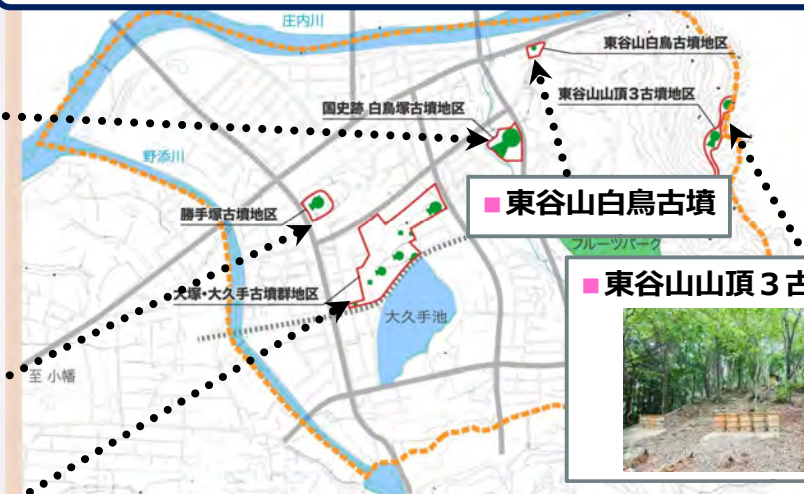 庄内川
東谷山白鳥古墳地区
東谷山山頂3古墳地区
国史跡 白鳥塚古墳地区
野添川
勝手塚古墳地区
■東谷山白鳥古墳
フルーツパーク
大塚・大久手古墳群地区
大久手池
■東谷山山頂３古
至 小幡